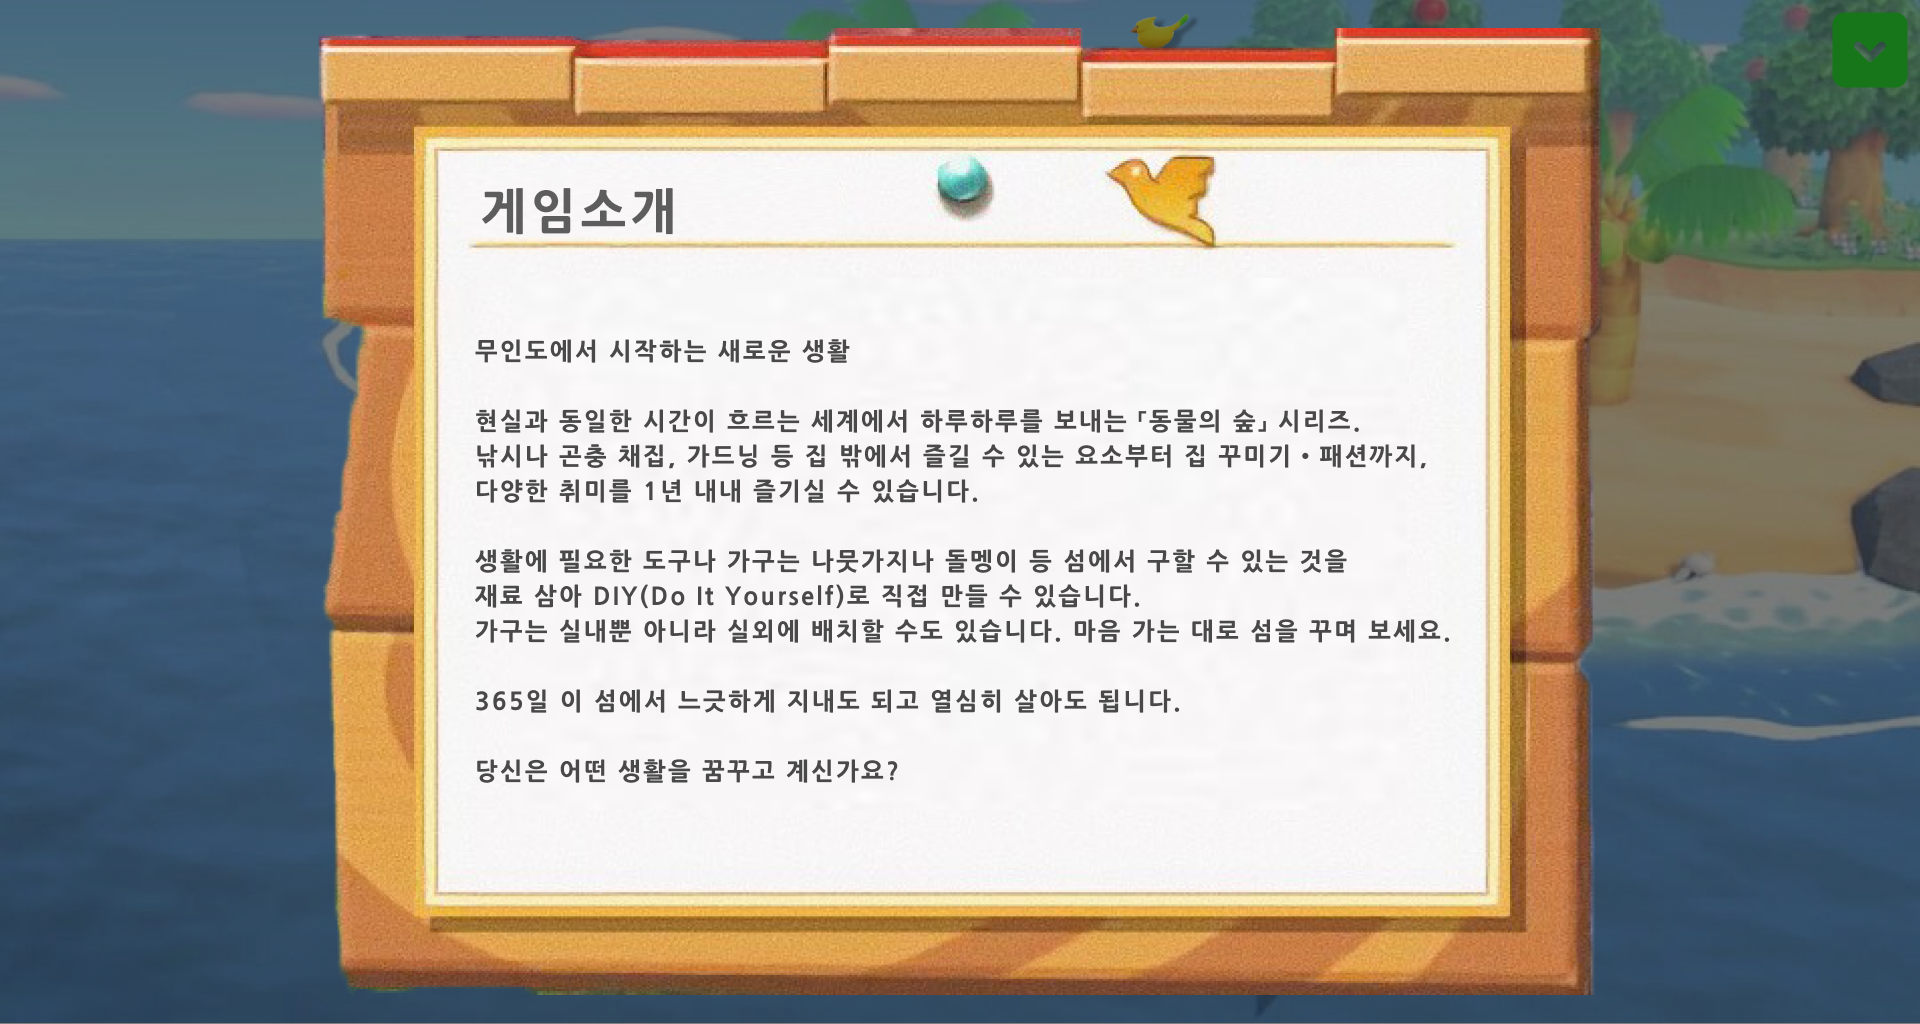 게임소개
무인도에서 시작하는 새로운 생활
현실과 동일한 시간이 흐르는 세계에서 하루하루를 보내는 「동물의 숲」 시리즈.
낚시나 곤충 채집, 가드닝 등 집 밖에서 즐길 수 있는 요소부터 집 꾸미기・패션까지,
다양한 취미를 1년 내내 즐기실 수 있습니다.
생활에 필요한 도구나 가구는 나뭇가지나 돌멩이 등 섬에서 구할 수 있는 것을
재료 삼아 DIY(Do It Yourself)로 직접 만들 수 있습니다.
가구는 실내뿐 아니라 실외에 배치할 수도 있습니다. 마음 가는 대로 섬을 꾸며 보세요.
365일 이 섬에서 느긋하게 지내도 되고 열심히 살아도 됩니다.
당신은 어떤 생활을 꿈꾸고 계신가요?